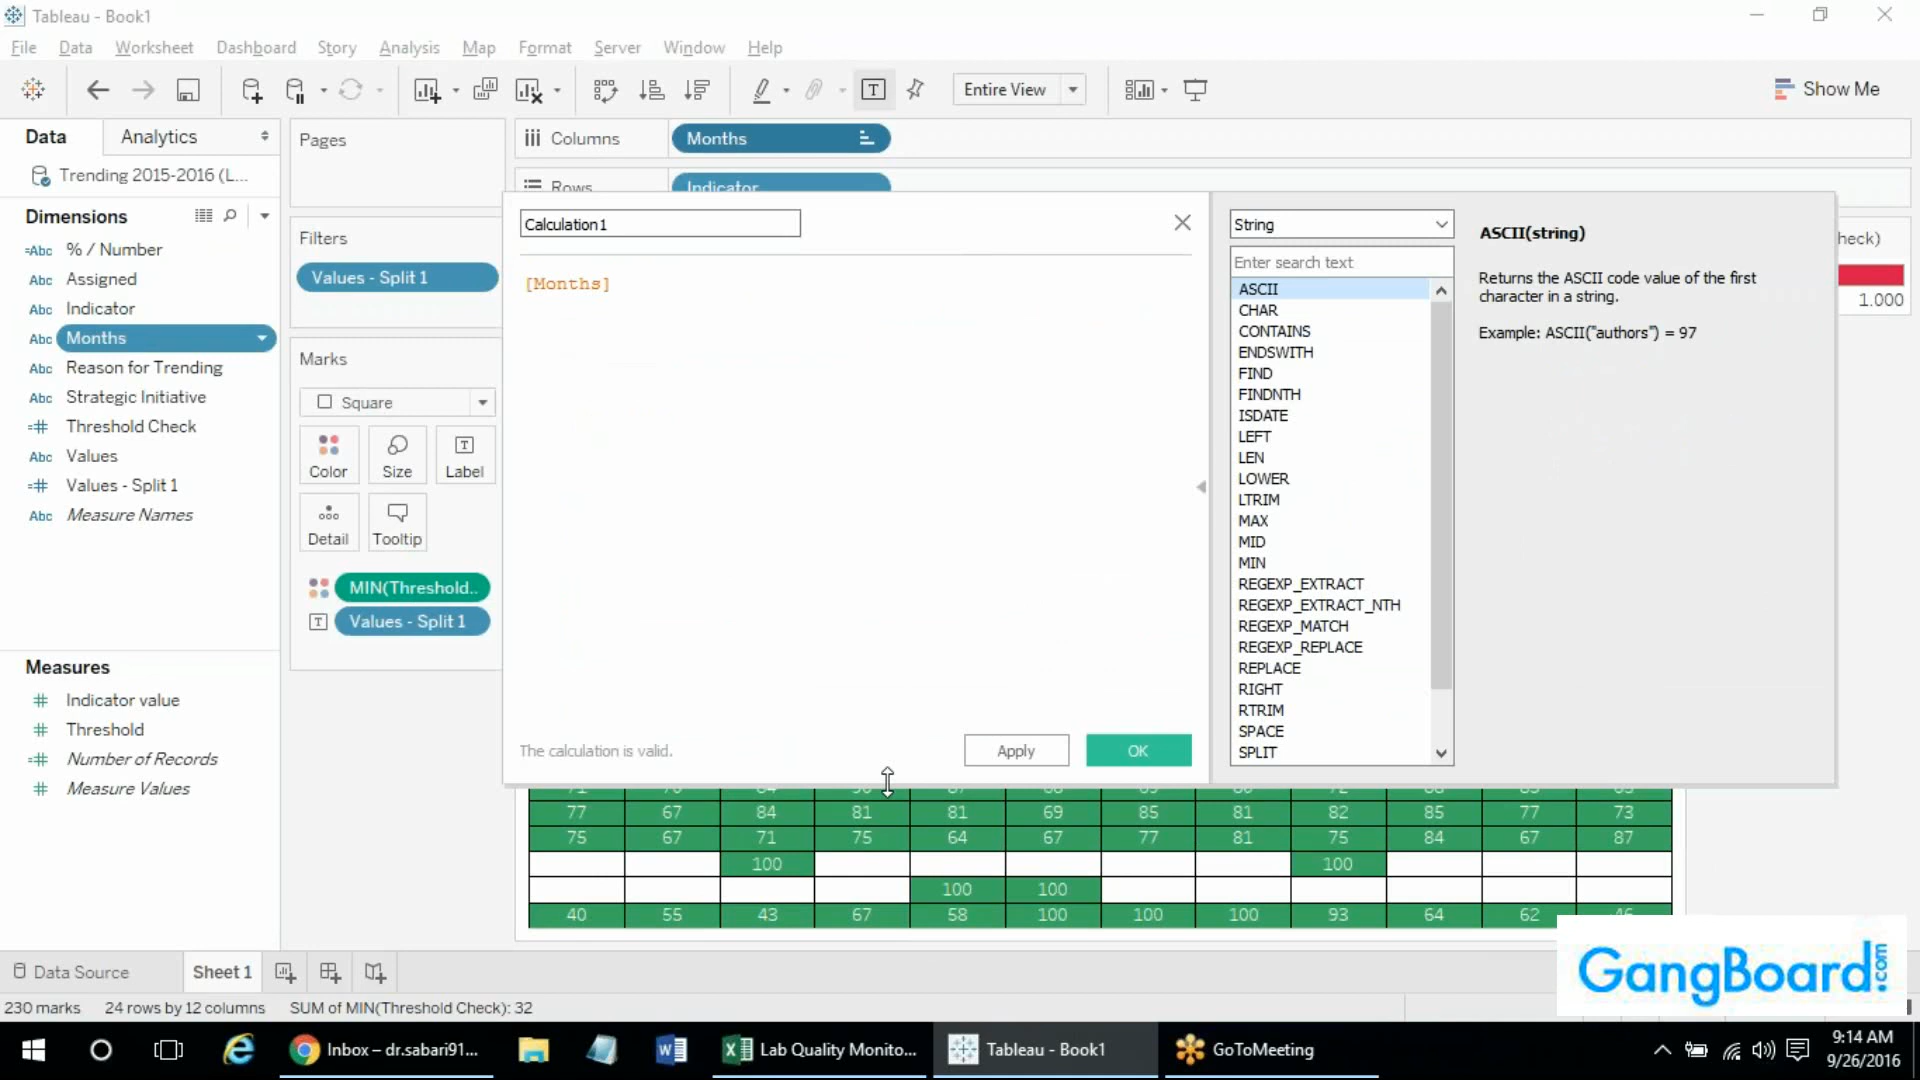 Tableau - Book1
File Data Worksheet Dashboard Story Analysis Map Format Server Window Help
Entire View
Show Me
Data Analytics
Trending 2015-2016 (L...
Dimensions
Abc % / Number
Abc Assigned
Abc Indicator
Abc Months
Abc Reason for Trending
Abc Strategic Initiative
Threshold Check
Abc Values
Values - Split 1
Abc Measure Names
Measures
Indicator value
Threshold
Number of Records
Measure Values
Pages
Filters
Values - Split 1
Marks
Square
Color Size Label
Detail Tooltip
MIN(Threshold..
Values - Split 1
Columns Months
Rows Indicator
Calculation1
[Months]
The calculation is valid.
Apply OK
String
Enter search text
ASCII
CHAR
CONTAINS
ENDSWITH
FIND
FINDNTH
ISDATE
LEFT
LEN
LOWER
LTRIM
MAX
MID
MIN
REGEXP_EXTRACT
REGEXP_EXTRACT_NTH
REGEXP_MATCH
REGEXP_REPLACE
REPLACE
RIGHT
RTRIM
SPACE
SPLIT
ASCII(string)
Returns the ASCII code value of the first
character in a string.
Example: ASCII("authors") = 97
heck)
1.000
77 67 84 81 81 69 85 81 82 85 77 73
75 67 71 75 64 67 77 81 75 84 67 87
100 100
100 100
40 55 43 67 58 100 100 100 93 64 62 46
GangBoard.com
Data Source Sheet 1
230 marks 24 rows by 12 columns SUM of MIN(Threshold Check): 32
Inbox – dr.sabari91...
Lab Quality Monito...
Tableau - Book1
GoToMeeting
9:14 AM
9/26/2016